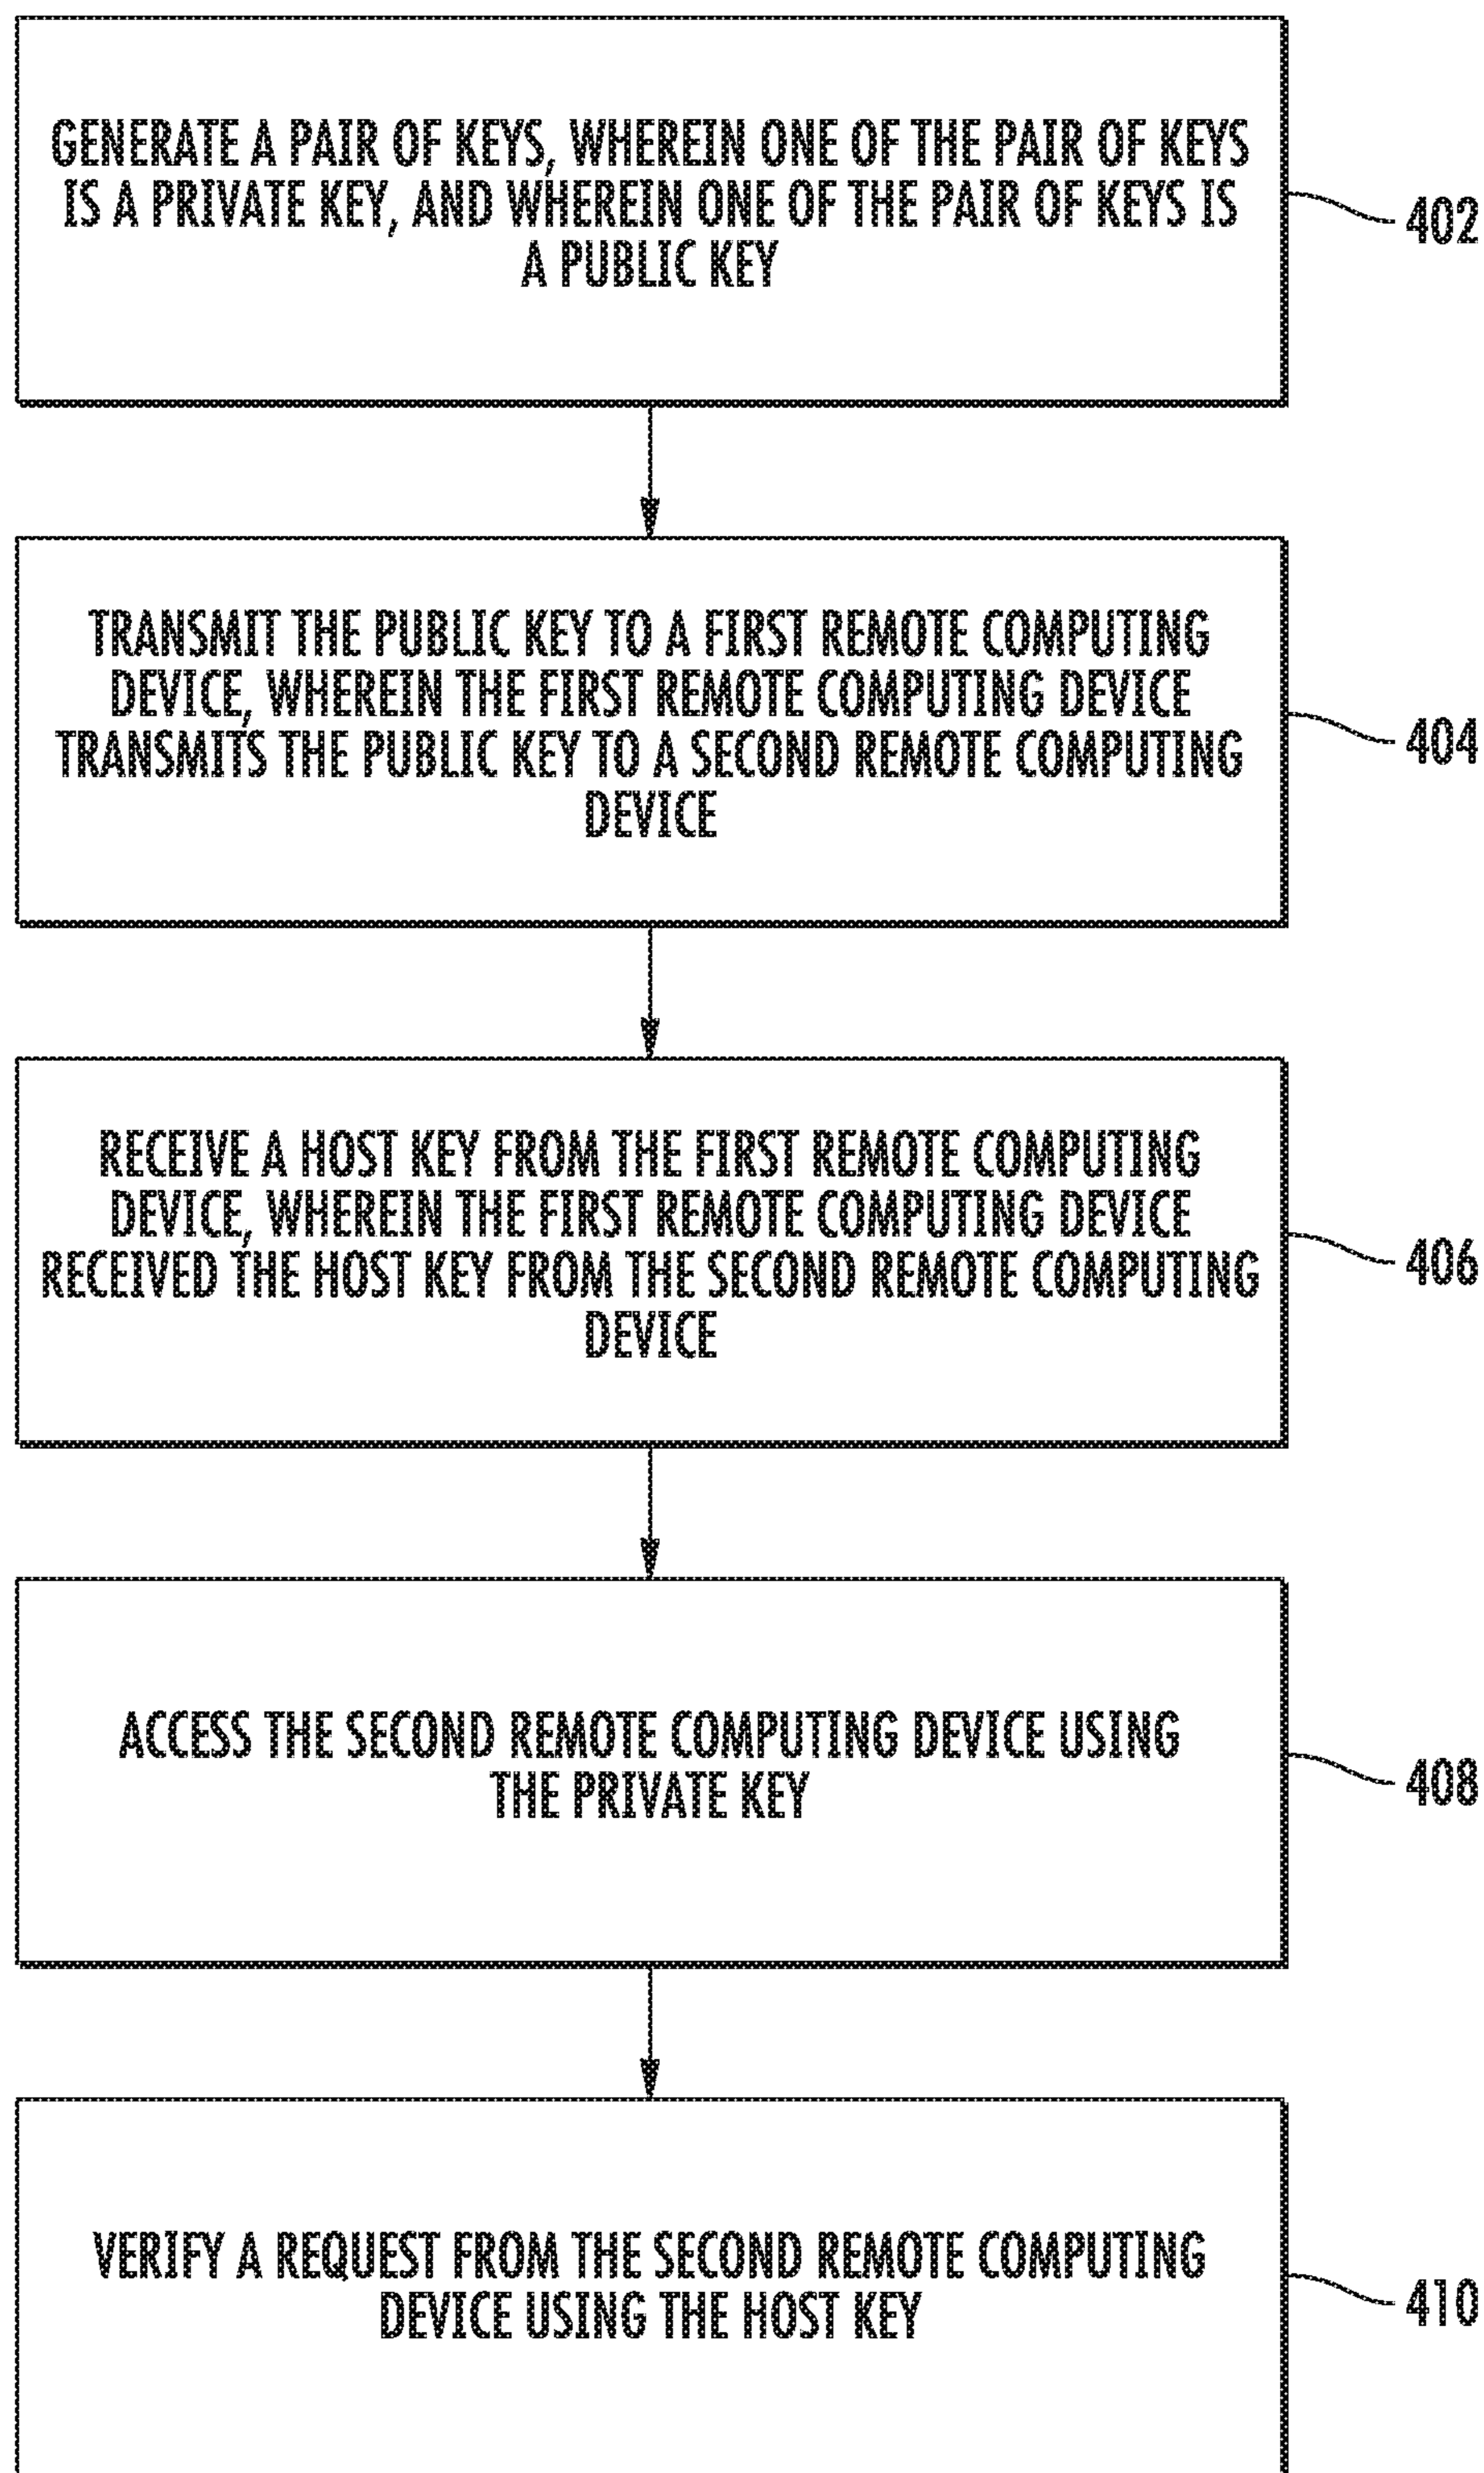 GENERATE A PAIR OF KEYS, WHEREIN ONE OF THE PAIR OF KEYS
IS A PRIVATE KEY, AND WHEREIN ONE OF THE PAIR OF KEYS IS
A PUBLIC KEY
402
TRANSMIT THE PUBLIC KEY TO A FIRST REMOTE COMPUTING
DEVICE, WHEREIN THE FIRST REMOTE COMPUTING DEVICE
TRANSMITS THE PUBLIC KEY TO A SECOND REMOTE COMPUTING
DEVICE
404
RECEIVE A HOST KEY FROM THE FIRST REMOTE COMPUTING
DEVICE, WHEREIN THE FIRST REMOTE COMPUTING DEVICE
RECEIVED THE HOST KEY FROM THE SECOND REMOTE COMPUTING
DEVICE
406
ACCESS THE SECOND REMOTE COMPUTING DEVICE USING
THE PRIVATE KEY
408
VERIFY A REQUEST FROM THE SECOND REMOTE COMPUTING
DEVICE USING THE HOST KEY
410